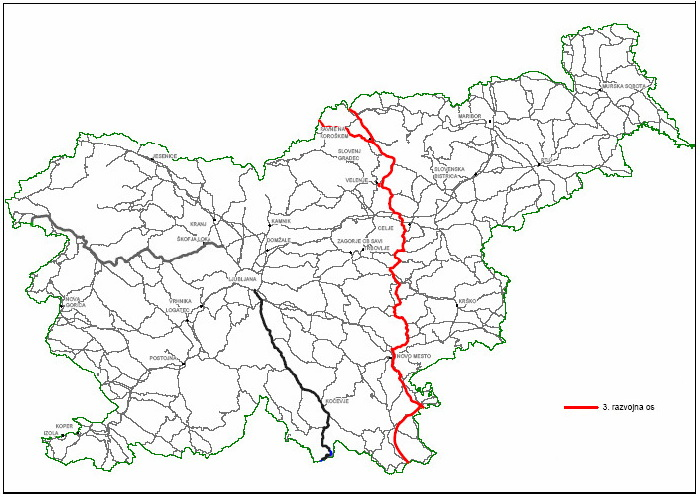 MURSKA SOBOTA
MARIBOR
RAVNE NA
KOROŠKEM
SLOVENJ
GRADEC
JESENICE
SLOVENSKA
BISTRICA
PTUJ
VELENJE
KRANJ
KAMNIK
CELJE
ŠKOFJA LOKA
DOMŽALE
ZAGORJE OB SAVI
TRBOVLJE
LJUBLJANA
NOVA
GORICA
VRHNIKA
LOGATEC
KRŠKO
POSTOJNA
NOVO MESTO
KOČEVJE
3. razvojna os
KOPER
IZOLA